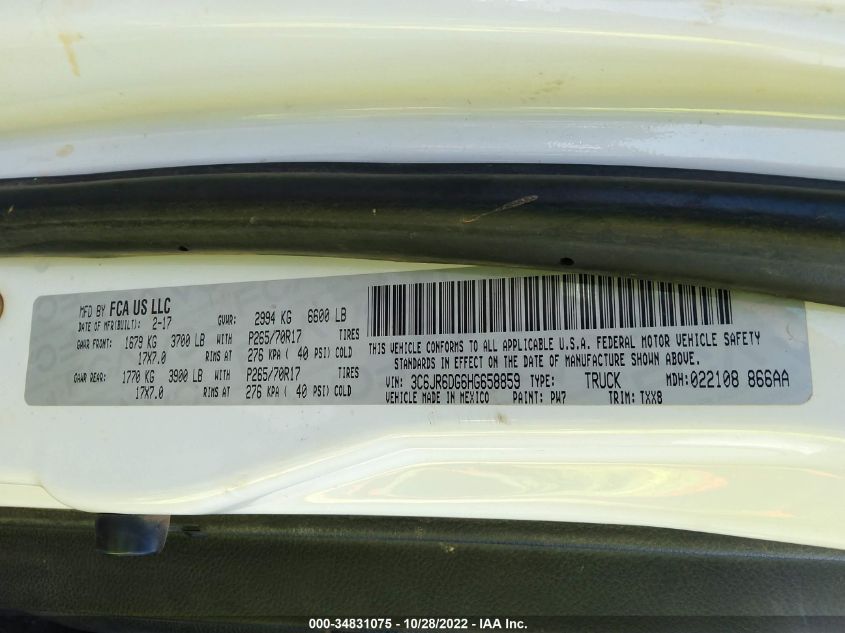 MFD BY FCA US LLC
DATE OF MFR(BUILT): 2-17 GVWR: 2994 KG 6600 LB
GAWR FRONT: 1679 KG 3700 LB WITH P265/70R17 TIRES
17X7.0 RIMS AT 276 KPA ( 40 PSI) COLD
GAWR REAR: 1770 KG 3900 LB WITH P265/70R17 TIRES
17X7.0 RIMS AT 276 KPA ( 40 PSI) COLD
THIS VEHICLE CONFORMS TO ALL APPLICABLE U.S.A. FEDERAL MOTOR VEHICLE SAFETY
STANDARDS IN EFFECT ON THE DATE OF MANUFACTURE SHOWN ABOVE.
VIN: 3C6JR6DG6HG658859 TYPE: TRUCK MDH: 022108 866AA
VEHICLE MADE IN MEXICO PAINT: PW7 TRIM: TXX8
000-34831075 - 10/28/2022 - IAA Inc.